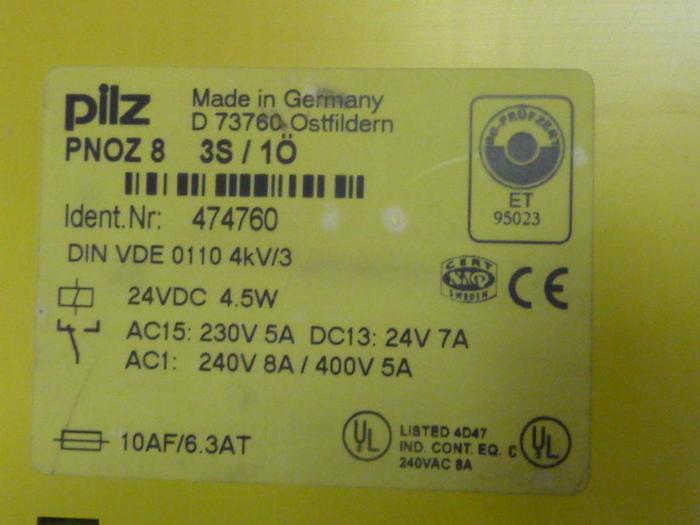 pilz
Made in Germany
D 73760 Ostfildern
PNOZ 8 3S / 1Ö
Ident.Nr: 474760
DIN VDE 0110 4kV/3
24VDC 4.5W
AC15: 230V 5A DC13: 24V 7A
AC1: 240V 8A / 400V 5A
10AF/6.3AT
BG-PRÜFZERT
ET
95023
CERT
SWEDEN
CE
UL
LISTED 4D47
IND. CONT. EQ.
240VAC 8A
C UL